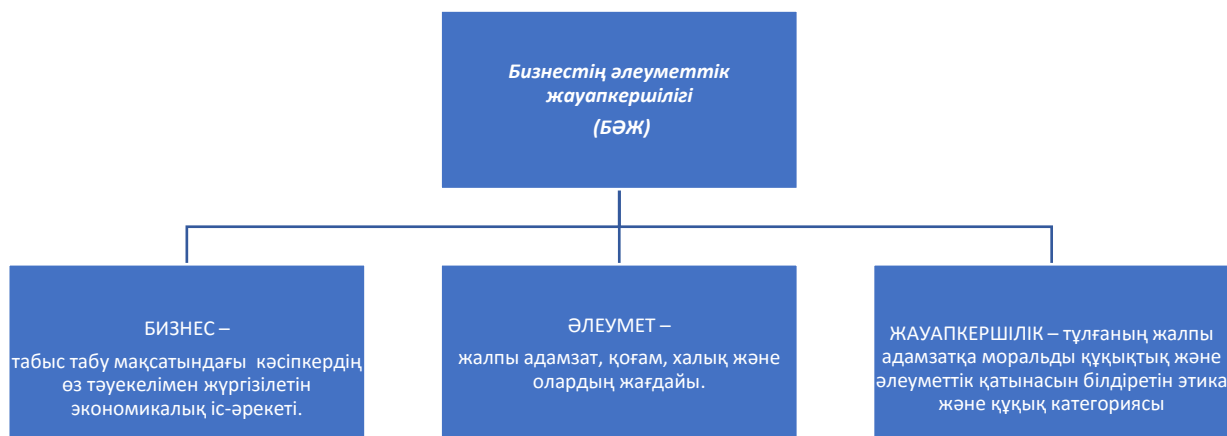 Бизнестің әлеуметтік
жауапкершілігі
(БӘЖ)
БИЗНЕС –
табыс табу мақсатындағы кәсіпкердің
өз тәуекелімен жүргізілетін
экономикалық іс-әрекеті.
ӘЛЕУМЕТ –
жалпы адамзат, қоғам, халық және
олардың жағдайы.
ЖАУАПКЕРШІЛІК – тұлғаның жалпы
адамзатқа моральды құқықтық және
әлеуметтік қатынасын білдіретін этика
және құқық категориясы